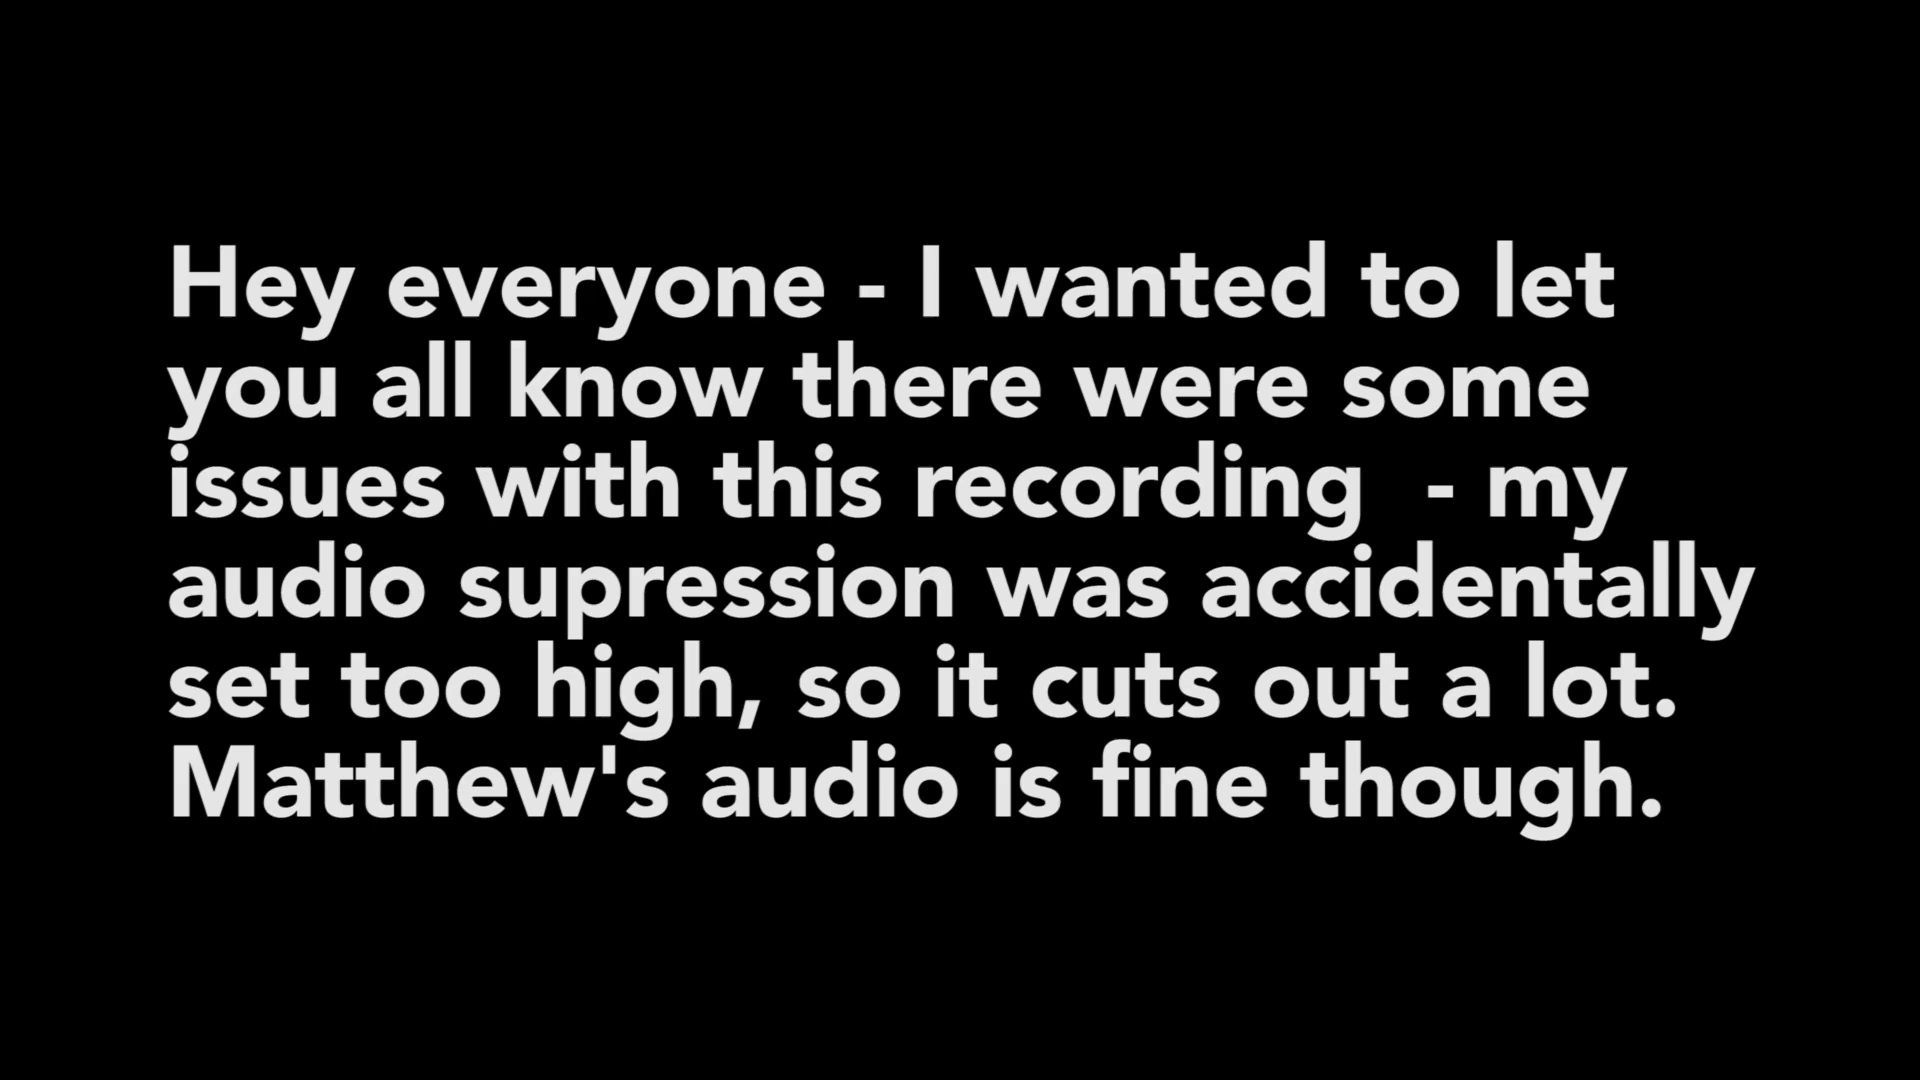 Hey everyone - I wanted to let
you all know there were some
issues with this recording  - my
audio supression was accidentally
set too high, so it cuts out a lot.
Matthew's audio is fine though.